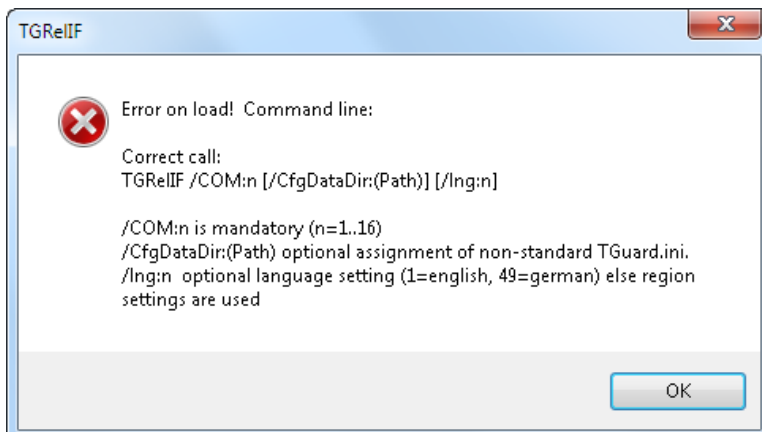 TGRelIF
Error on load!  Command line:
Correct call:
TGRelIF /COM:n [/CfgDataDir:(Path)] [/lng:n]
/COM:n is mandatory (n=1..16)
/CfgDataDir:(Path) optional assignment of non-standard TGuard.ini.
/lng:n  optional language setting (1=english, 49=german) else region
settings are used
OK